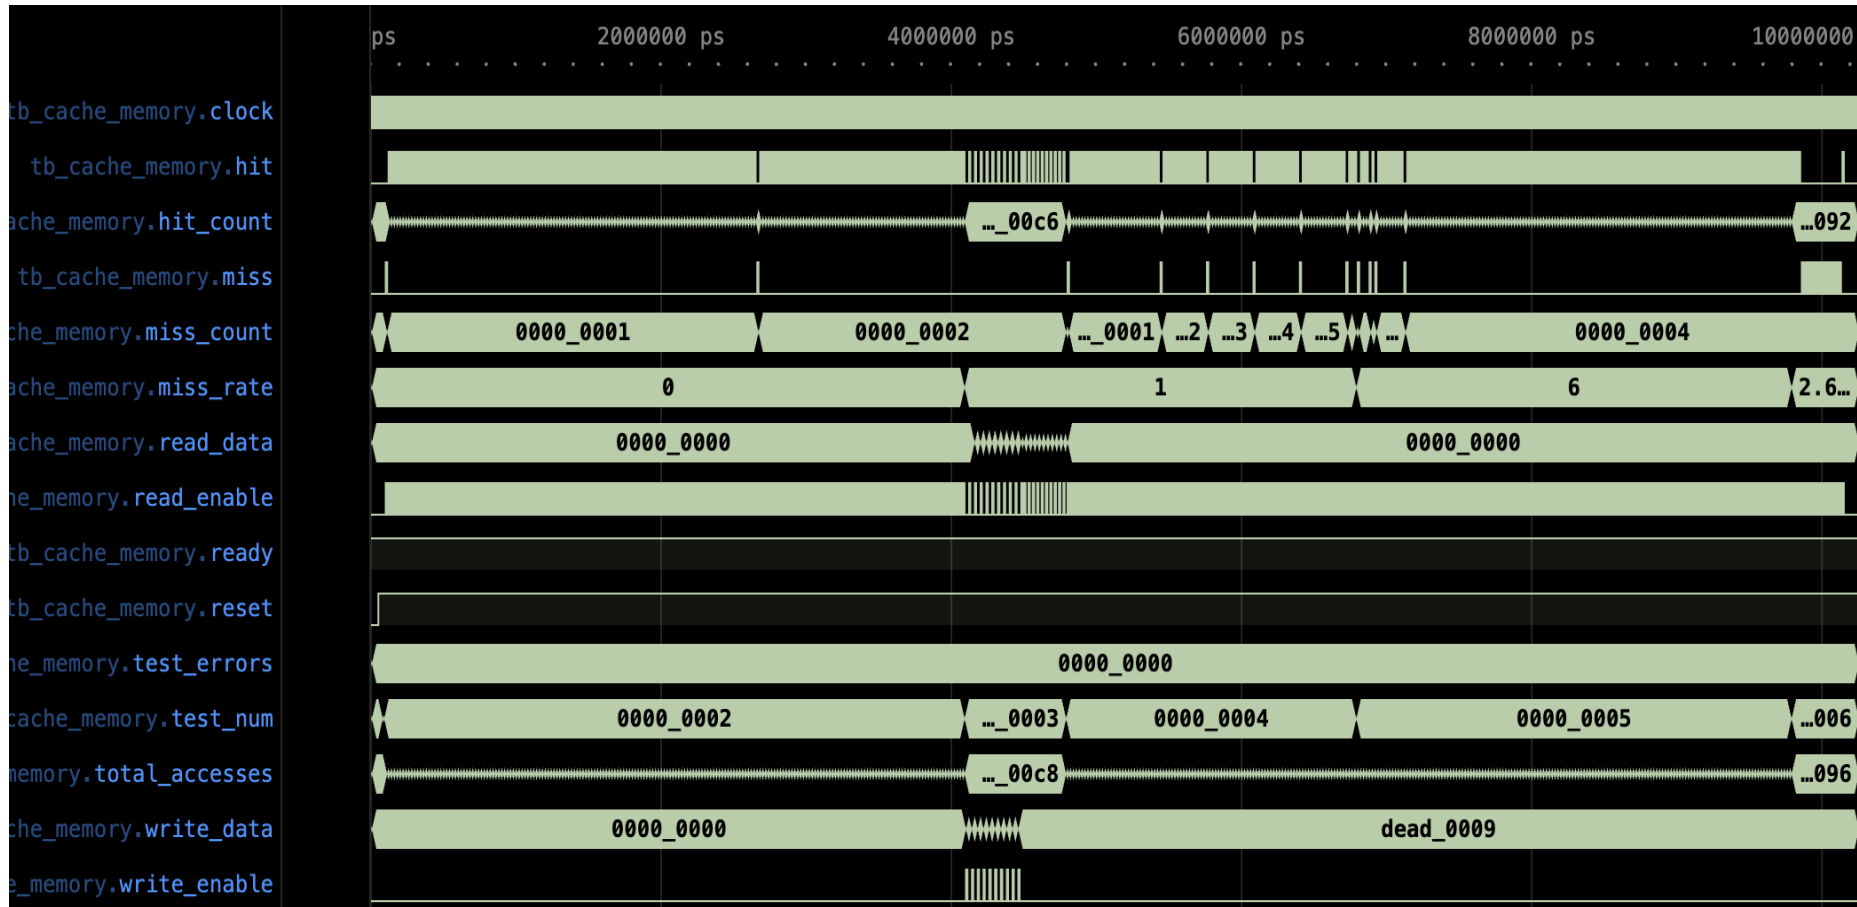 ps 2000000 ps 4000000 ps 6000000 ps 8000000 ps 10000000
tb_cache_memory.clock
tb_cache_memory.hit
ache_memory.hit_count …_00c6 …092
tb_cache_memory.miss
che_memory.miss_count 0000_0001 0000_0002 …_0001 …2 …3 …4 …5 … 0000_0004
ache_memory.miss_rate 0 1 6 2.6…
ache_memory.read_data 0000_0000 0000_0000
he_memory.read_enable
tb_cache_memory.ready
tb_cache_memory.reset
he_memory.test_errors 0000_0000
cache_memory.test_num 0000_0002 …_0003 0000_0004 0000_0005 …006
memory.total_accesses …_00c8 …096
che_memory.write_data 0000_0000 dead_0009
e_memory.write_enable